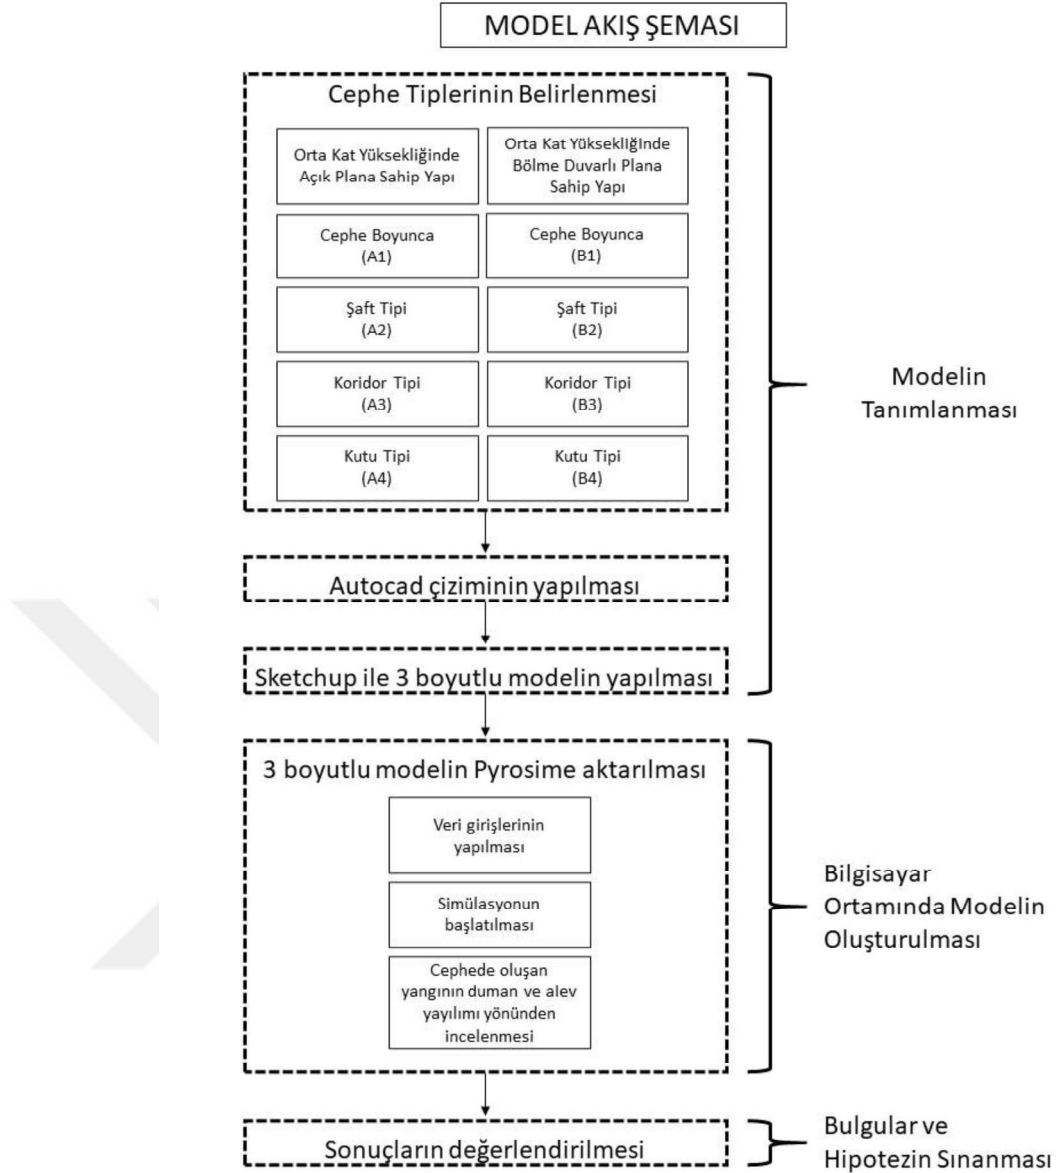 MODEL AKIŞ ŞEMASI
Cephe Tiplerinin Belirlenmesi
Orta Kat Yüksekliğinde
Açık Plana Sahip Yapı
Orta Kat Yüksekliğinde
Bölme Duvarlı Plana
Sahip Yapı
Cephe Boyunca
(A1)
Cephe Boyunca
(B1)
Şaft Tipi
(A2)
Şaft Tipi
(B2)
Koridor Tipi
(A3)
Koridor Tipi
(B3)
Kutu Tipi
(A4)
Kutu Tipi
(B4)
Autocad çiziminin yapılması
Sketchup ile 3 boyutlu modelin yapılması
Modelin
Tanımlanması
3 boyutlu modelin Pyrosime aktarılması
Veri girişlerinin
yapılması
Simülasyonun
başlatılması
Cephede oluşan
yangının duman ve alev
yayılımı yönünden
incelenmesi
Bilgisayar
Ortamında Modelin
Oluşturulması
Sonuçların değerlendirilmesi
Bulgular ve
Hipotezin Sınanması